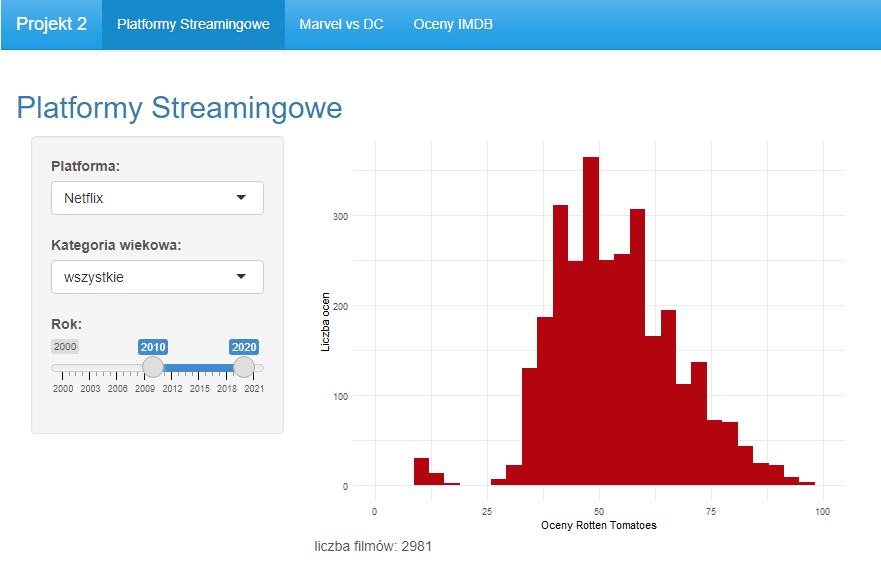 Projekt 2 Platformy Streamingowe Marvel vs DC Oceny IMDB
Platformy Streamingowe
Platforma:
Netflix
Kategoria wiekowa:
wszystkie
Rok:
2000 2010 2020
2000 2003 2006 2009 2012 2015 2018 2021
Liczba ocen
300
200
100
0
0 25 50 75 100
Oceny Rotten Tomatoes
liczba filmów: 2981